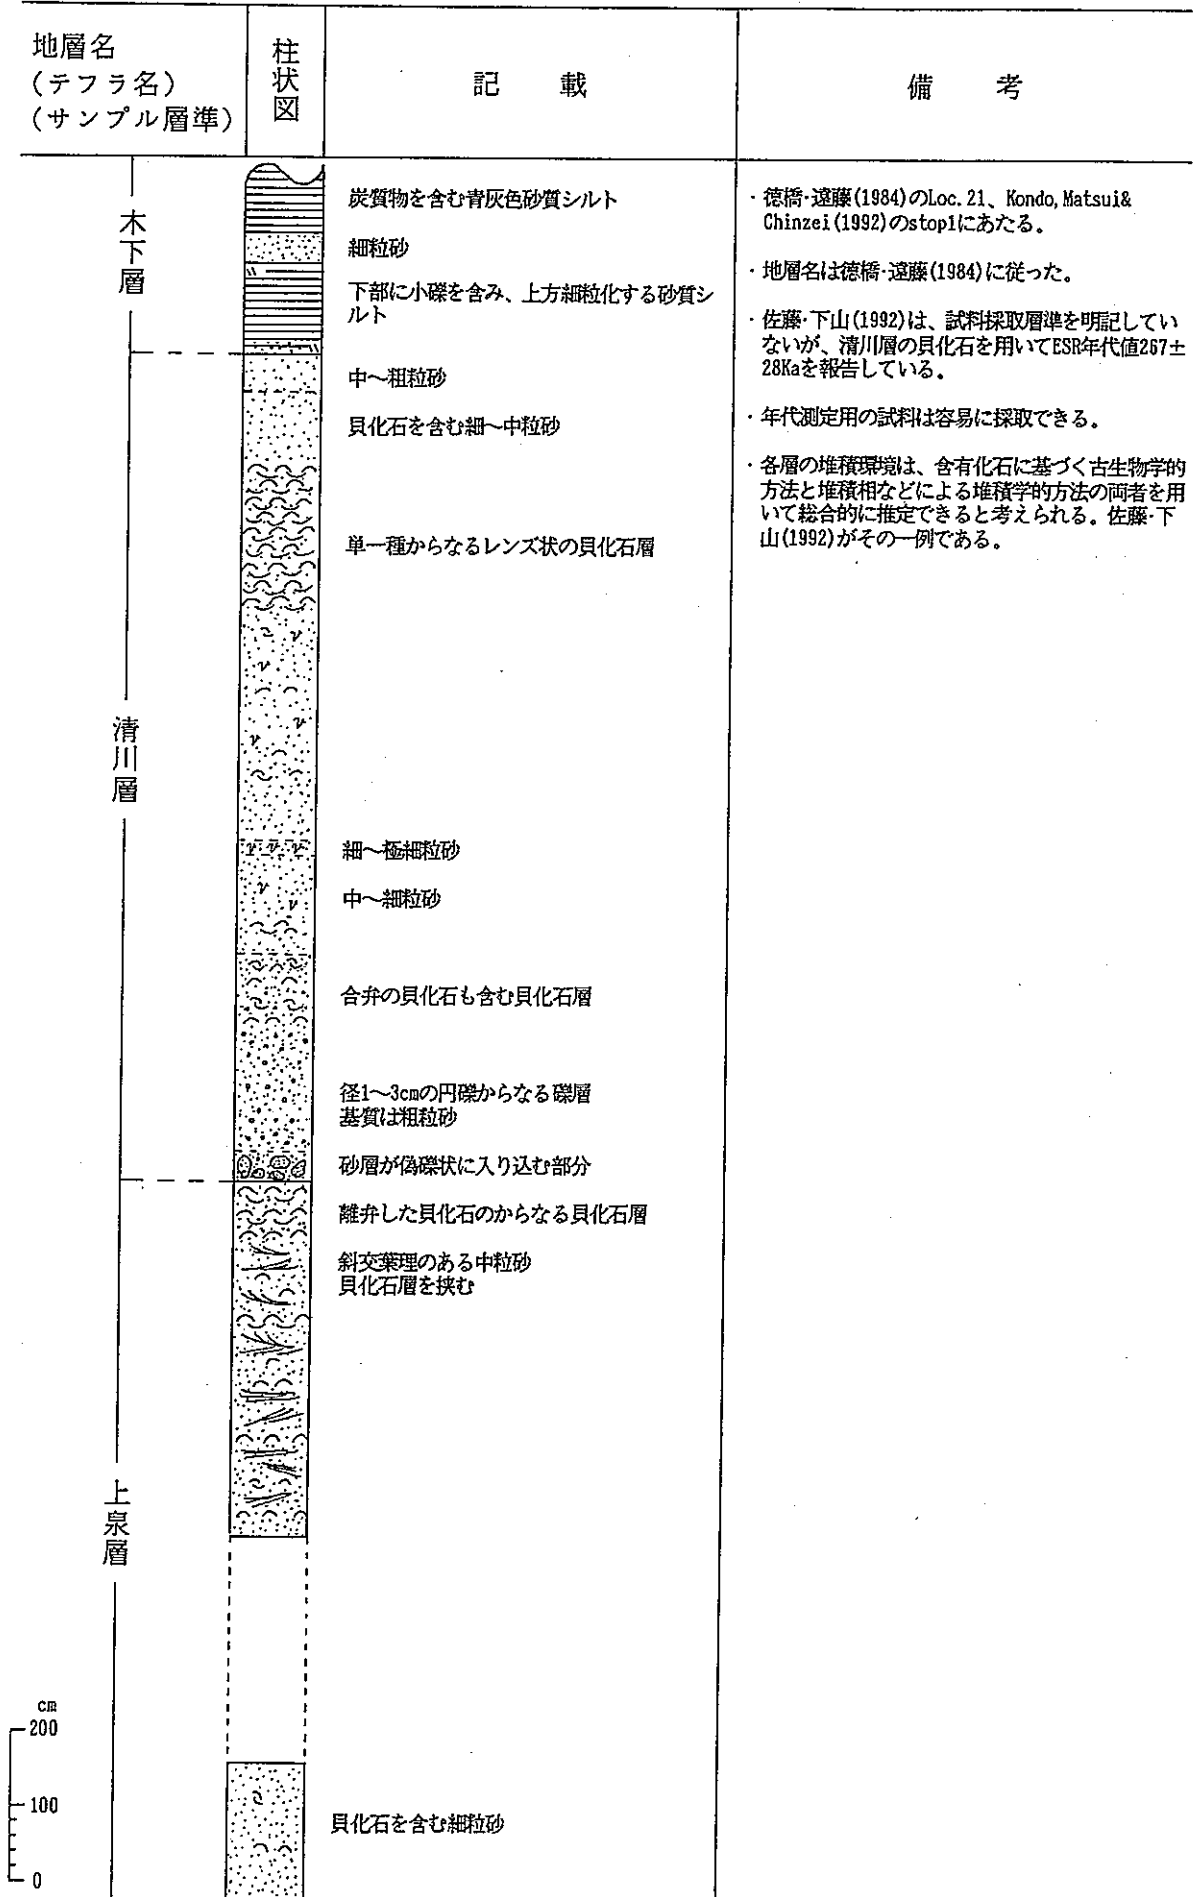 地層名
(テフラ名)
(サンプル層準)
柱状図
記　載
備　考
木下層
清川層
上泉層
炭質物を含む青灰色砂質シルト
細粒砂
下部に小礫を含み、上方細粒化する砂質シ
ルト
中〜粗粒砂
貝化石を含む細〜中粒砂
単一種からなるレンズ状の貝化石層
細〜極細粒砂
中〜細粒砂
合弁の貝化石も含む貝化石層
径1〜3cmの円礫からなる礫層
基質は粗粒砂
砂層が偽礫状に入り込む部分
離弁した貝化石のからなる貝化石層
斜交葉理のある中粒砂
貝化石層を挟む
貝化石を含む細粒砂
・徳橋・遠藤(1984)のLoc.21、Kondo,Matsui&
Chinzei(1992)のstop1にあたる。
・地層名は徳橋・遠藤(1984)に従った。
・佐藤・下山(1992)は、試料採取層準を明記してい
ないが、清川層の貝化石を用いてESR年代値267±
28Kaを報告している。
・年代測定用の試料は容易に採取できる。
・各層の堆積環境は、含有化石に基づく古生物学的
方法と堆積相などによる堆積学的方法の両者を用
いて総合的に推定できると考えられる。佐藤・下
山(1992)がその一例である。
cm
200
100
0